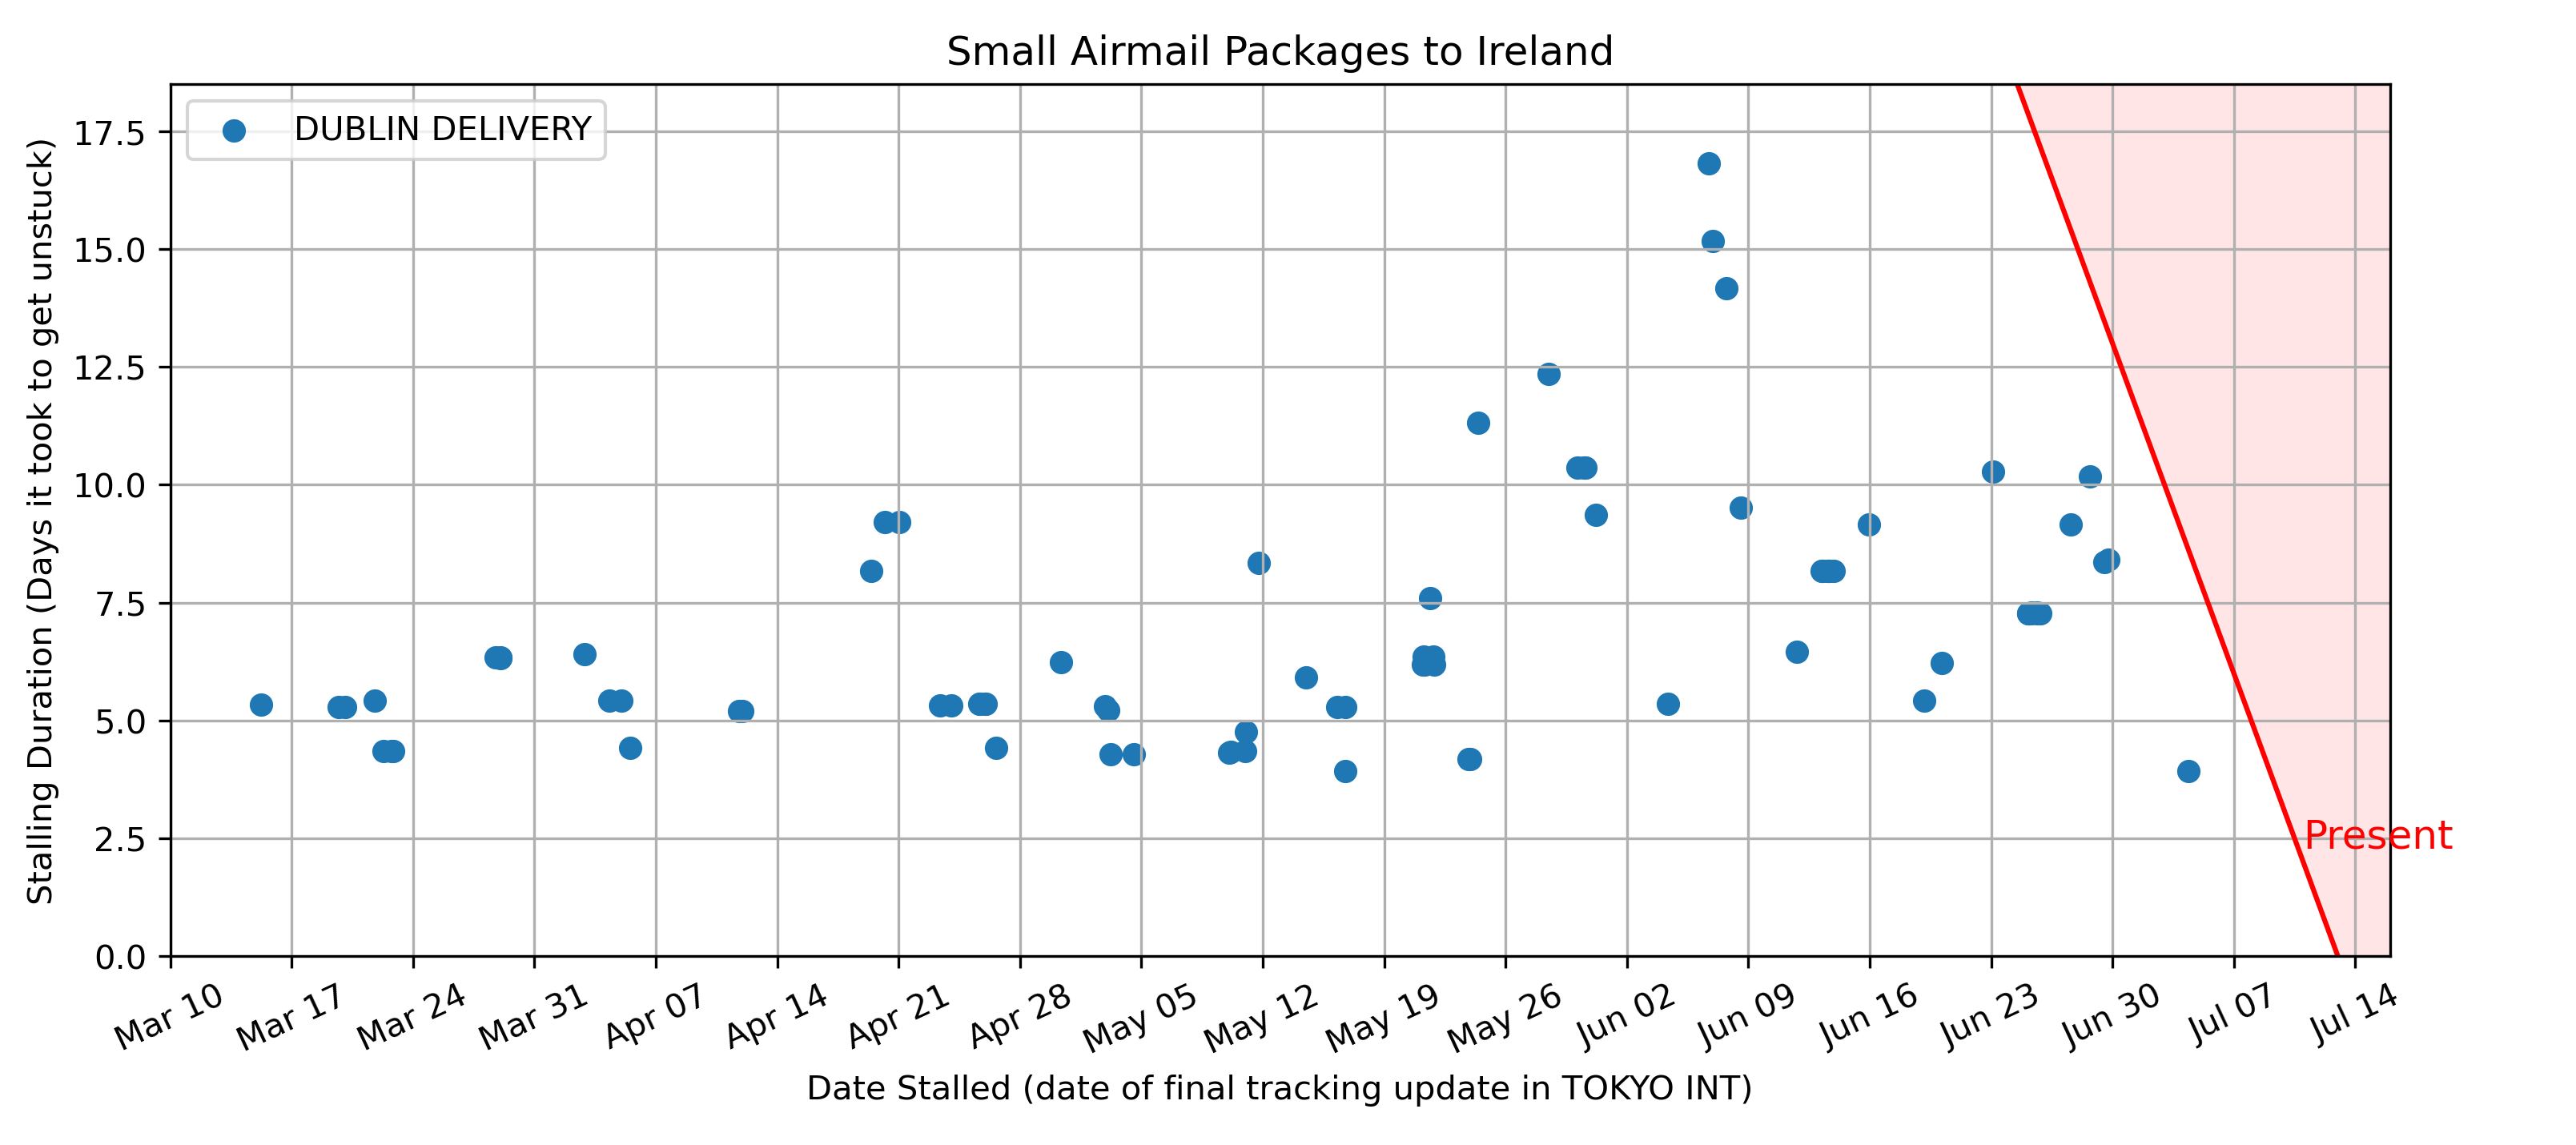 Small Airmail Packages to Ireland
DUBLIN DELIVERY
Stalling Duration (Days it took to get unstuck)
17.5
15.0
12.5
10.0
7.5
5.0
2.5
0.0
Present
Mar 10 Mar 17 Mar 24 Mar 31 Apr 07 Apr 14 Apr 21 Apr 28 May 05 May 12 May 19 May 26 Jun 02 Jun 09 Jun 16 Jun 23 Jun 30 Jul 07 Jul 14
Date Stalled (date of final tracking update in TOKYO INT)